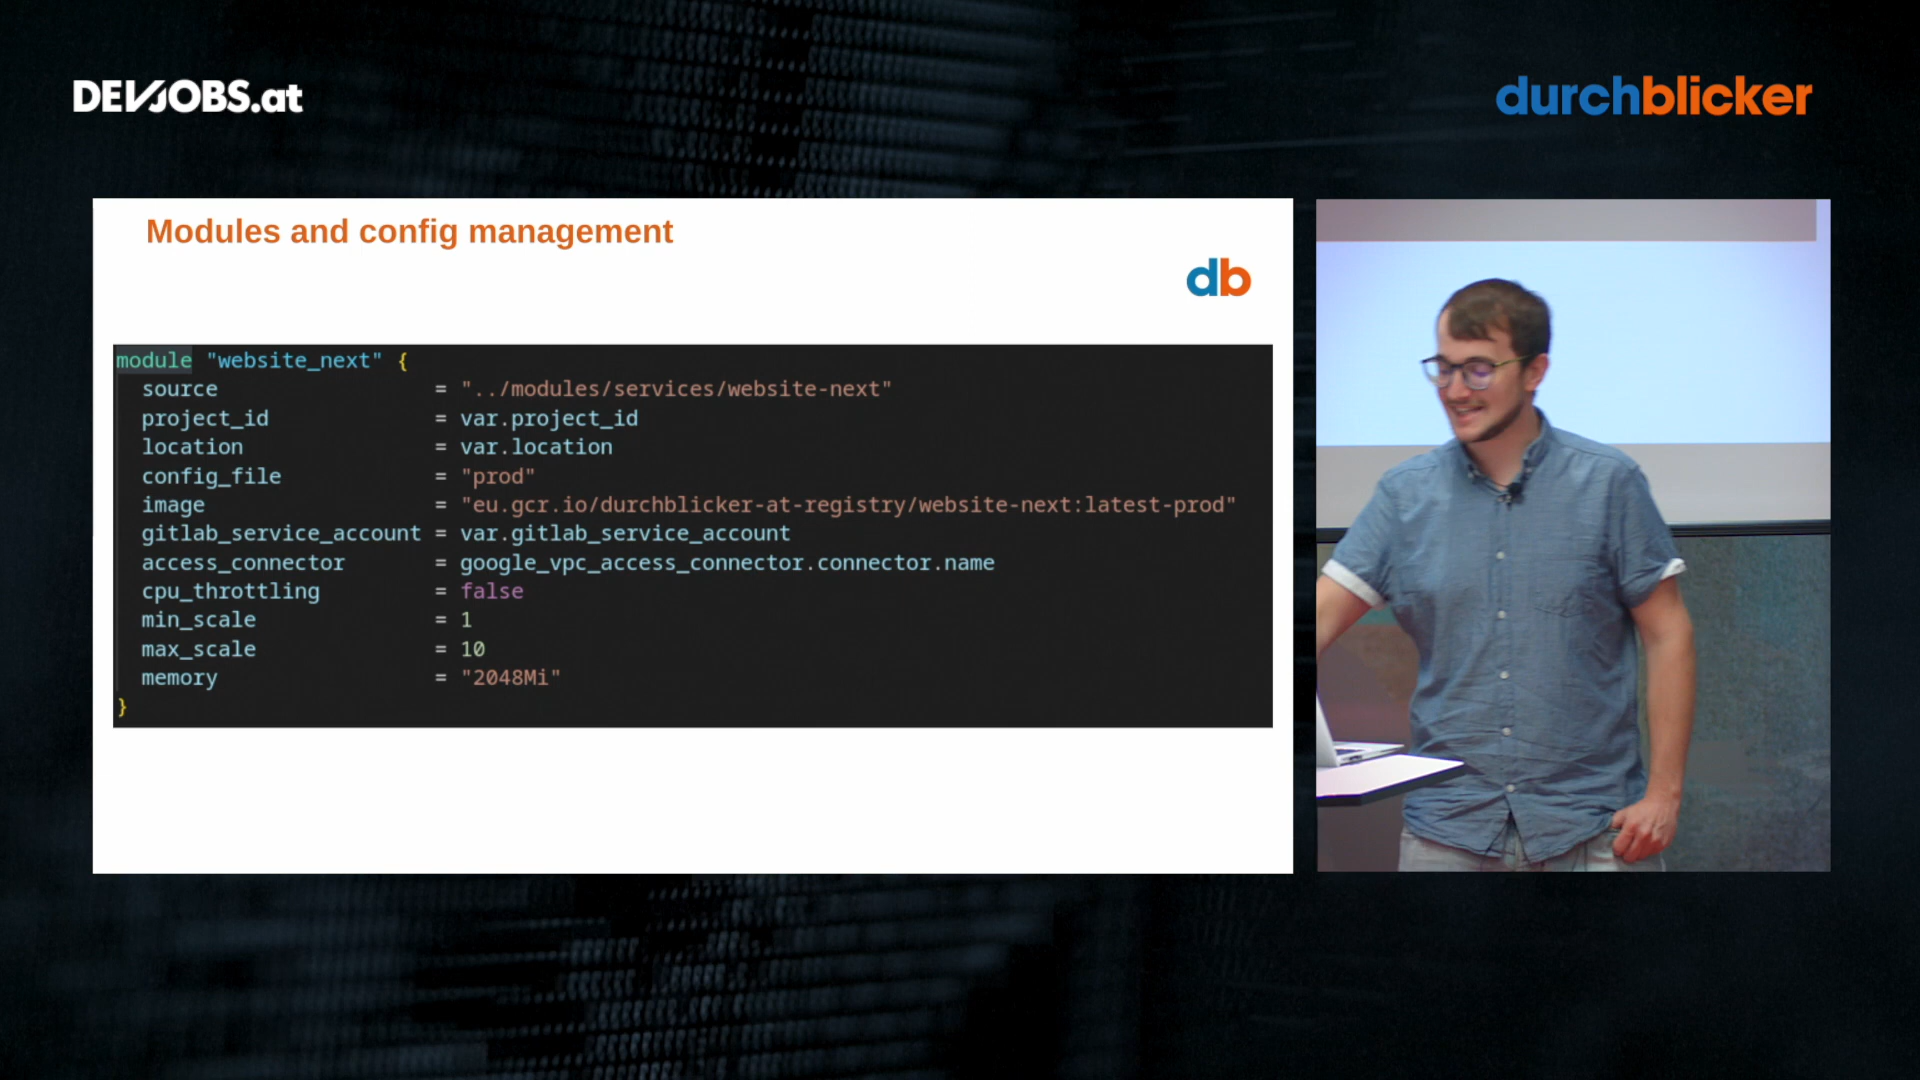 DEVJOBS.at
durchblicker
Modules and config management
db
module "website_next" {
source = "../modules/services/website-next"
project_id = var.project_id
location = var.location
config_file = "prod"
image = "eu.gcr.io/durchblicker-at-registry/website-next:latest-prod"
gitlab_service_account = var.gitlab_service_account
access_connector = google_vpc_access_connector.connector.name
cpu_throttling = false
min_scale = 1
max_scale = 10
memory = "2048Mi"
}